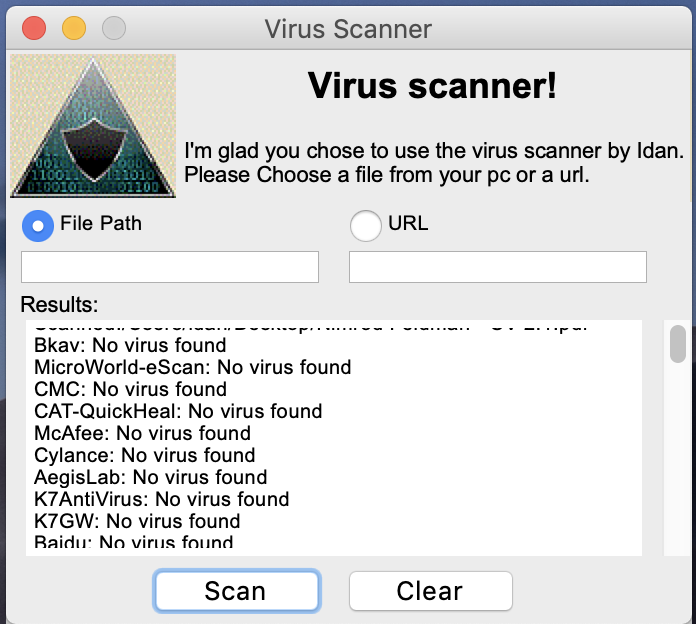 Virus Scanner
Virus scanner!
I'm glad you chose to use the virus scanner by Idan.
Please Choose a file from your pc or a url.
File Path
URL
Results:
Bkav: No virus found
MicroWorld-eScan: No virus found
CMC: No virus found
CAT-QuickHeal: No virus found
McAfee: No virus found
Cylance: No virus found
AegisLab: No virus found
K7AntiVirus: No virus found
K7GW: No virus found
Baidu: No virus found
Scan
Clear